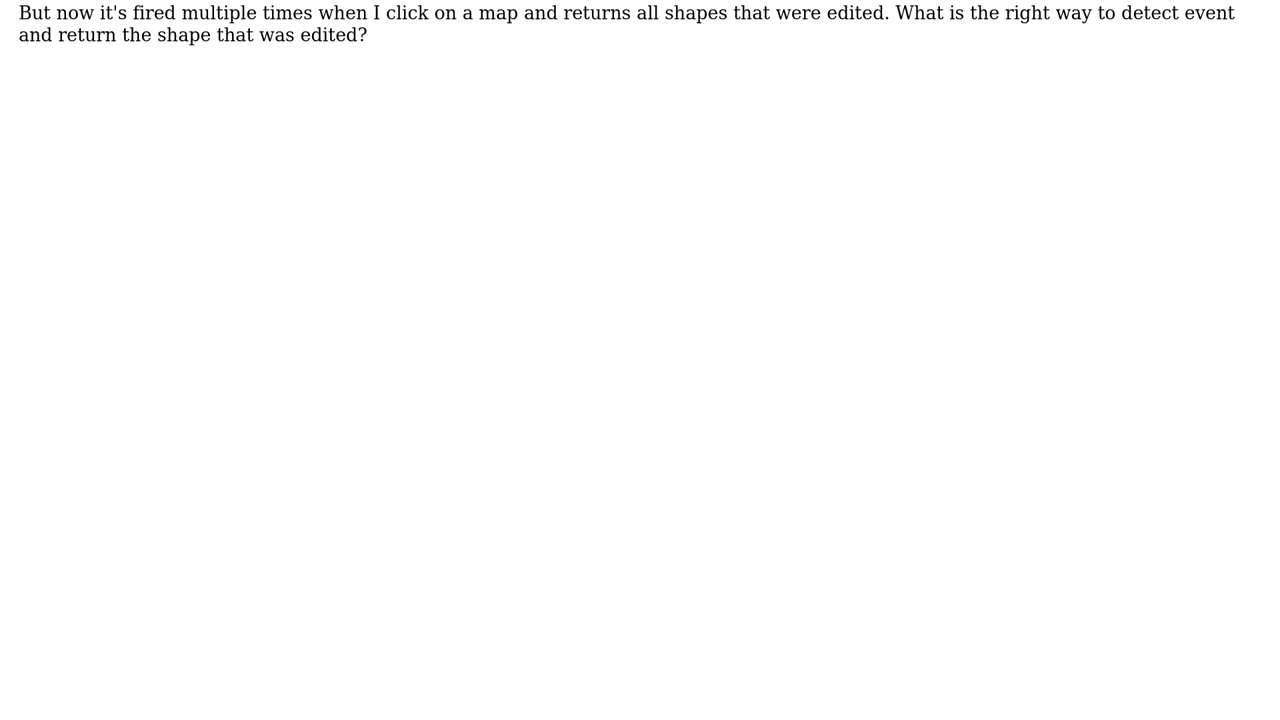 But now it's fired multiple times when I click on a map and returns all shapes that were edited. What is the right way to detect event
and return the shape that was edited?